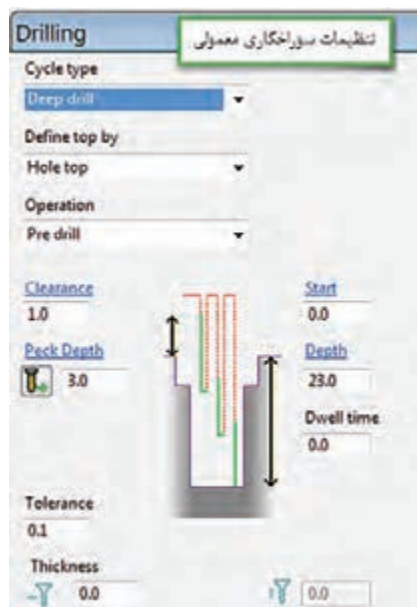 Drilling
تنظیمات سوراخکاری معمولی
Cycle type
Deep drill
Define top by
Hole top
Operation
Pre drill
Clearance
1.0
Start
0.0
Peck Depth
3.0
Depth
23.0
Dwell time
0.0
Tolerance
0.1
Thickness
0.0
0.0